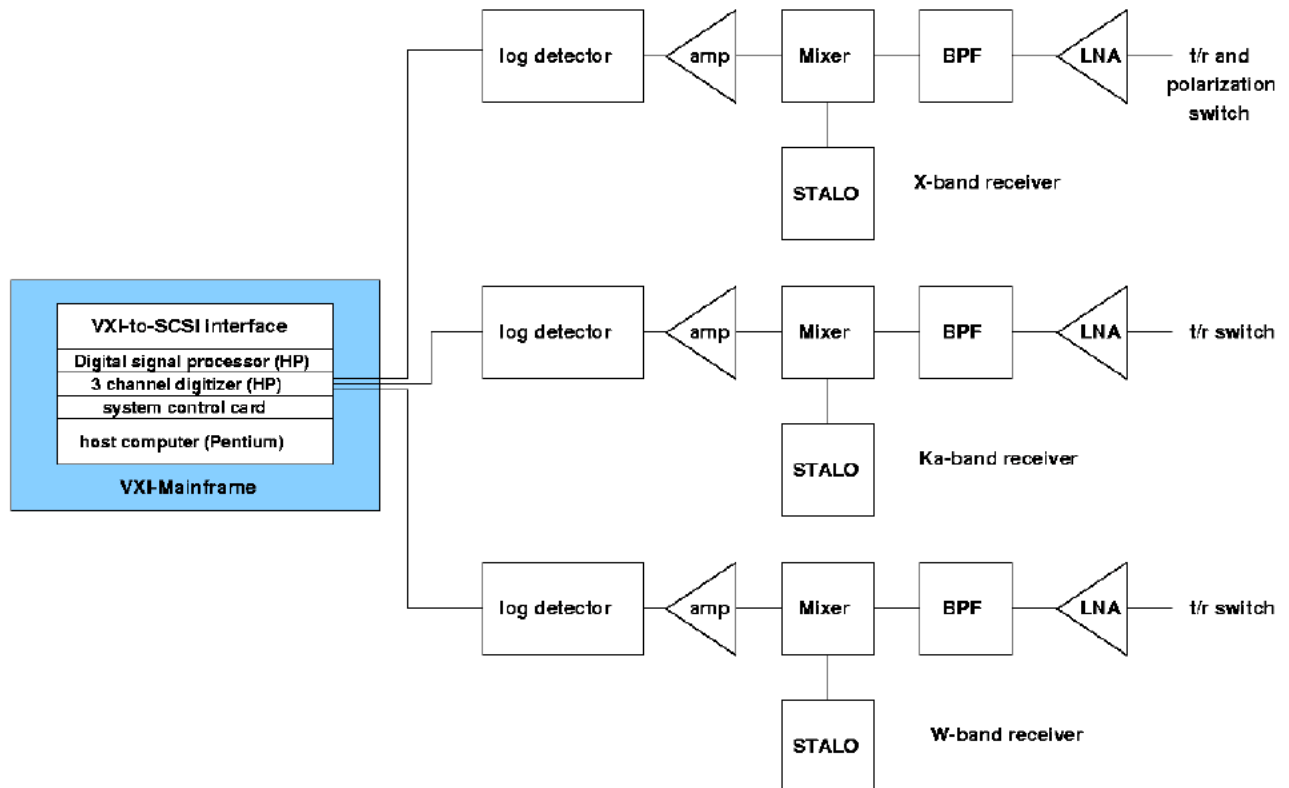 log detector
amp
Mixer
BPF
LNA
t/r and
polarization
switch
STALO
X-band receiver
VXI-to-SCSI interface
Digital signal processor (HP)
3 channel digitizer (HP)
system control card
host computer (Pentium)
VXI-Mainframe
log detector
amp
Mixer
BPF
LNA
t/r switch
STALO
Ka-band receiver
log detector
amp
Mixer
BPF
LNA
t/r switch
STALO
W-band receiver